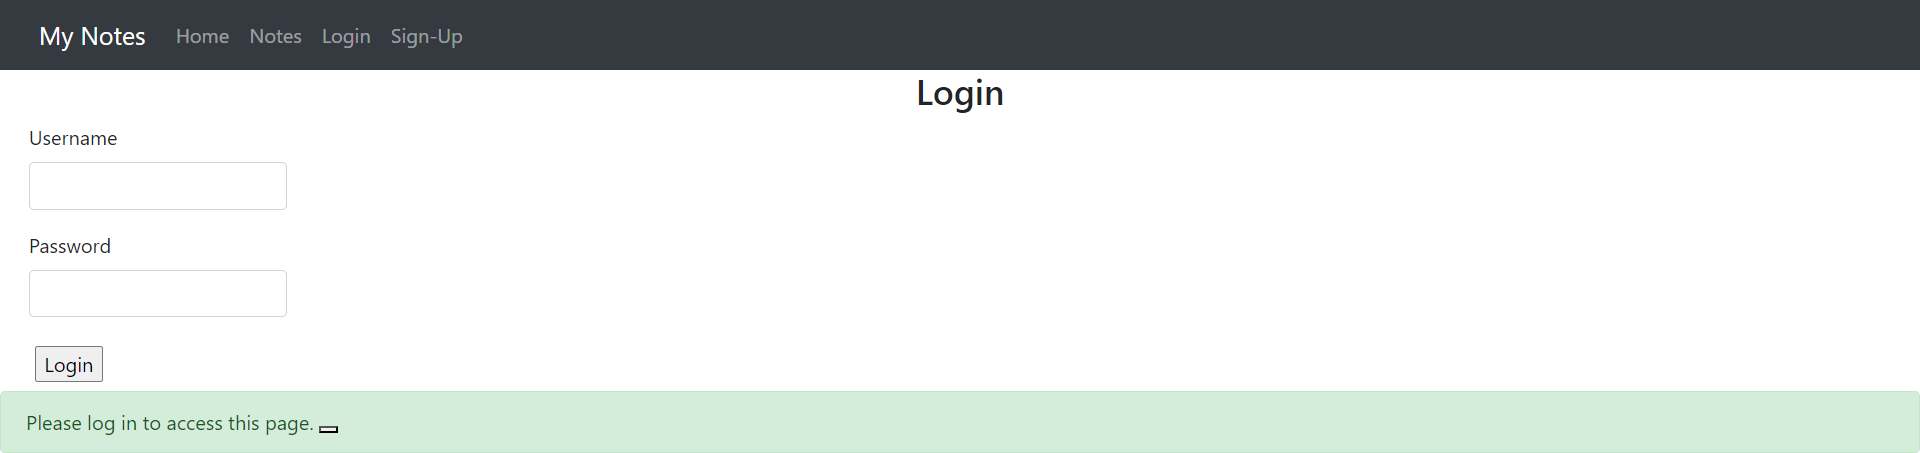 My Notes Home Notes Login Sign-Up
Login
Username
Password
Login
Please log in to access this page.